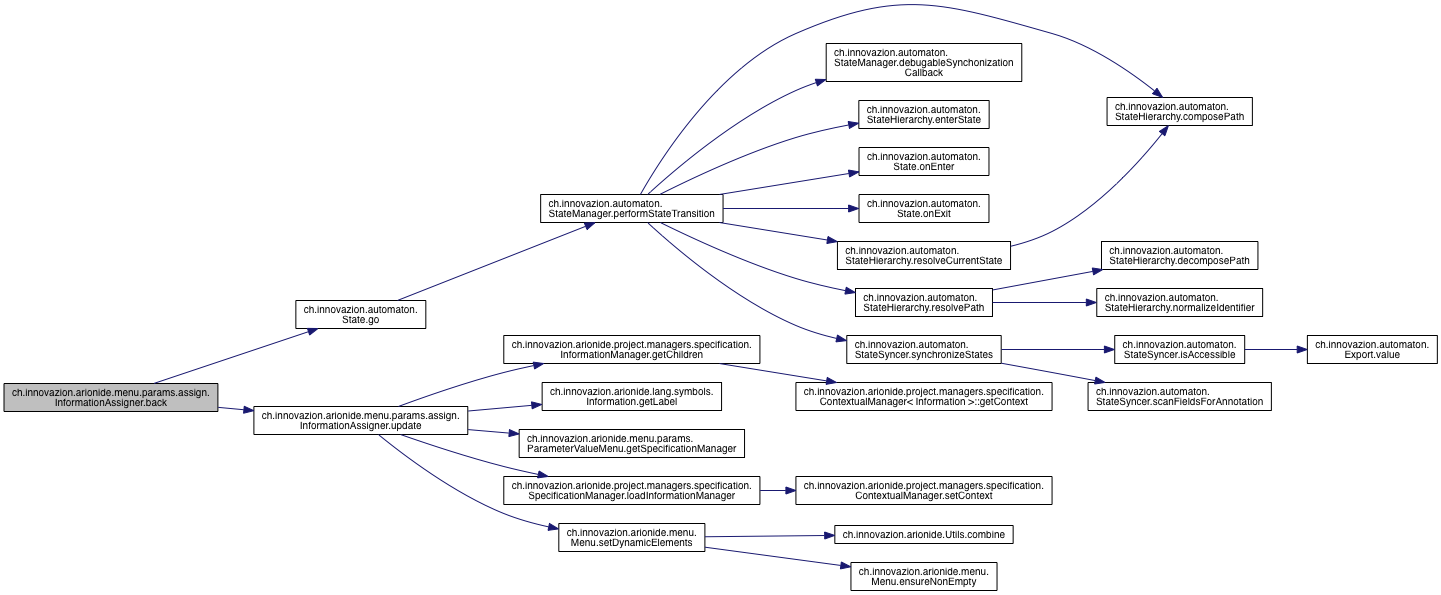 ch.innovazion.arionide.menu.params.assign.
InformationAssigner.back
ch.innovazion.automaton.
State.go
ch.innovazion.arionide.menu.params.assign.
InformationAssigner.update
ch.innovazion.automaton.
StateManager.performStateTransition
ch.innovazion.arionide.project.managers.specification.
InformationManager.getChildren
ch.innovazion.arionide.lang.symbols.
Information.getLabel
ch.innovazion.arionide.menu.params.
ParameterValueMenu.getSpecificationManager
ch.innovazion.arionide.project.managers.specification.
SpecificationManager.loadInformationManager
ch.innovazion.arionide.menu.
Menu.setDynamicElements
ch.innovazion.automaton.
StateManager.debugableSynchonization
Callback
ch.innovazion.automaton.
StateHierarchy.enterState
ch.innovazion.automaton.
State.onEnter
ch.innovazion.automaton.
State.onExit
ch.innovazion.automaton.
StateHierarchy.resolveCurrentState
ch.innovazion.automaton.
StateHierarchy.resolvePath
ch.innovazion.automaton.
StateSyncer.synchronizeStates
ch.innovazion.arionide.project.managers.specification.
ContextualManager< Information >::getContext
ch.innovazion.arionide.project.managers.specification.
ContextualManager.setContext
ch.innovazion.arionide.Utils.combine
ch.innovazion.arionide.menu.
Menu.ensureNonEmpty
ch.innovazion.automaton.
StateHierarchy.composePath
ch.innovazion.automaton.
StateHierarchy.decomposePath
ch.innovazion.automaton.
StateHierarchy.normalizeIdentifier
ch.innovazion.automaton.
StateSyncer.isAccessible
ch.innovazion.automaton.
StateSyncer.scanFieldsForAnnotation
ch.innovazion.automaton.
Export.value